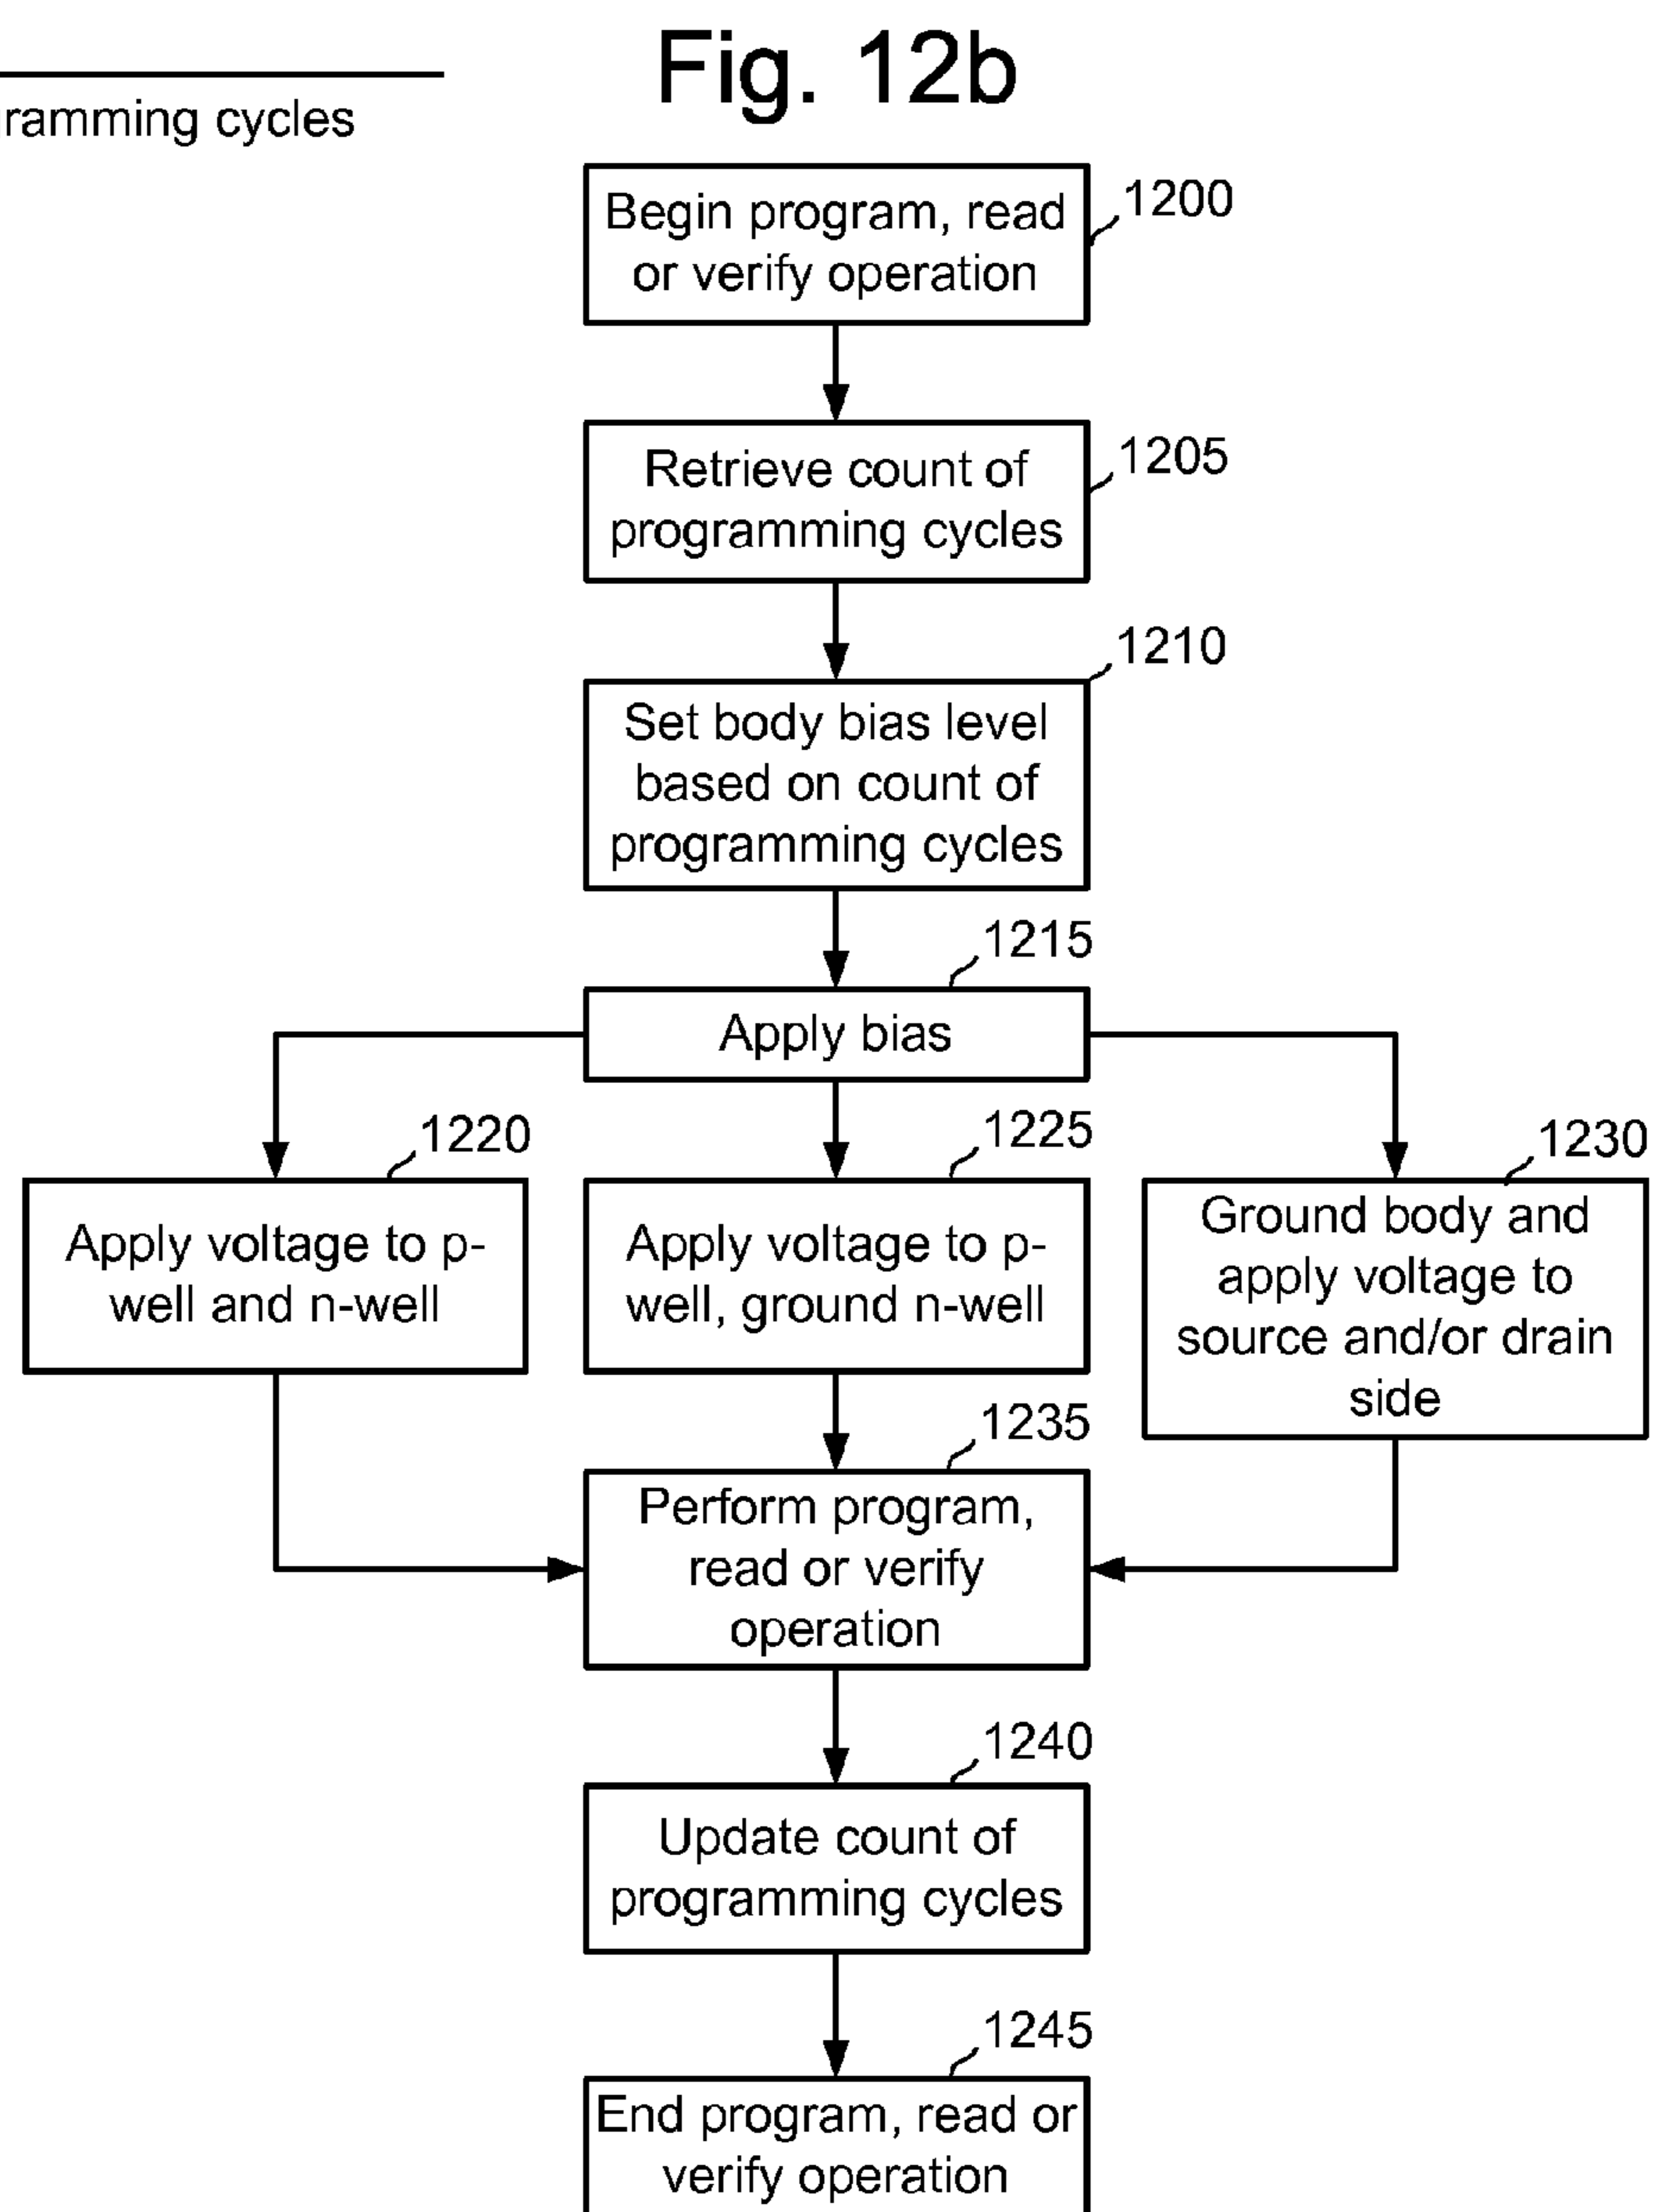 Fig. 12b
ramming cycles
Begin program, read
or verify operation
1200
Retrieve count of
programming cycles
1205
1210
Set body bias level
based on count of
programming cycles
1215
Apply bias
1220
Apply voltage to p-
well and n-well
1225
Apply voltage to p-
well, ground n-well
1230
Ground body and
apply voltage to
source and/or drain
side
1235
Perform program,
read or verify
operation
1240
Update count of
programming cycles
1245
End program, read or
verify operation